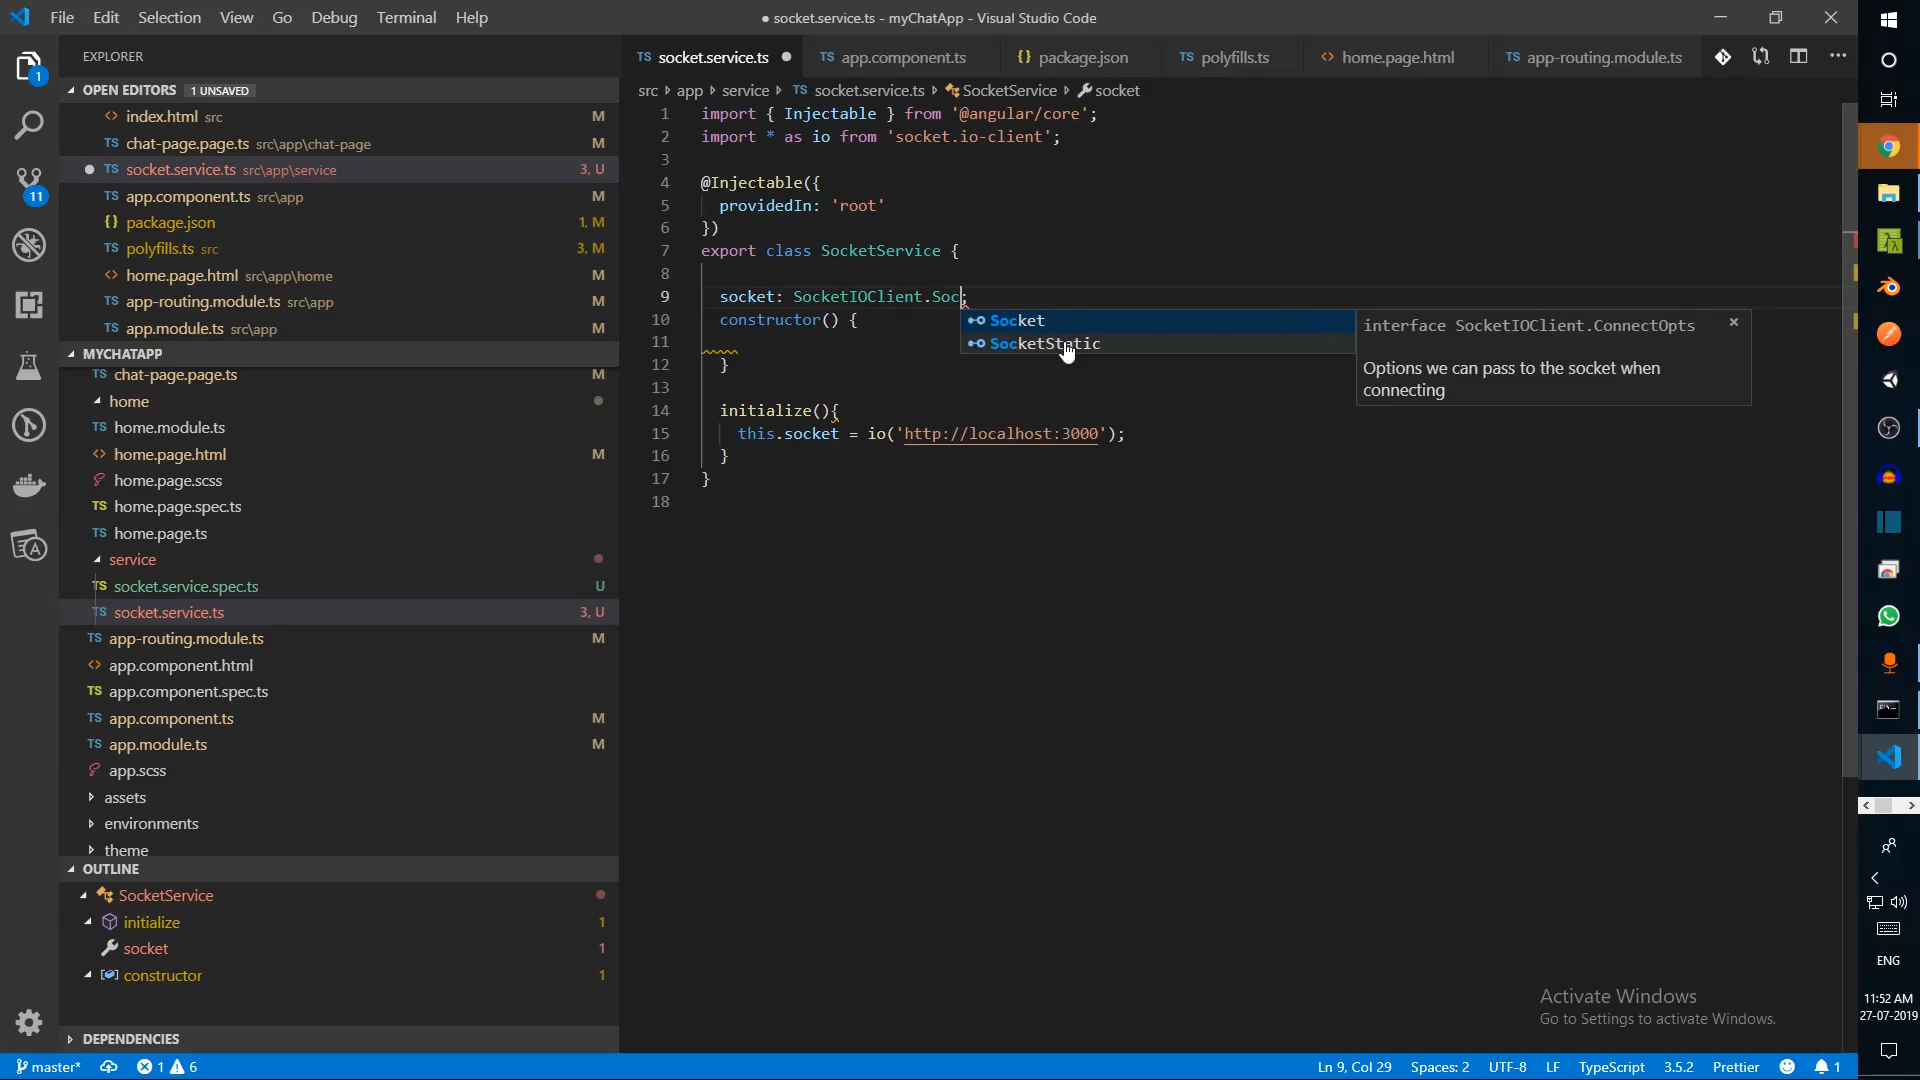 File Edit Selection View Go Debug Terminal Help
● socket.service.ts - myChatApp - Visual Studio Code
EXPLORER
OPEN EDITORS 1 UNSAVED
index.html src M
chat-page.page.ts src\app\chat-page M
socket.service.ts src\app\service 3, U
app.component.ts src\app M
package.json 1, M
polyfills.ts src 3, M
home.page.html src\app\home M
app-routing.module.ts src\app M
app.module.ts src\app M
MYCHATAPP
chat-page.page.ts M
home
home.module.ts
home.page.html M
home.page.scss
home.page.spec.ts
home.page.ts
service
socket.service.spec.ts U
socket.service.ts 3, U
app-routing.module.ts M
app.component.html
app.component.spec.ts
app.component.ts M
app.module.ts M
app.scss
assets
environments
theme
OUTLINE
SocketService
initialize 1
socket 1
constructor 1
DEPENDENCIES
TS socket.service.ts ● TS app.component.ts {} package.json TS polyfills.ts <> home.page.html TS app-routing.module.ts
src app service TS socket.service.ts SocketService socket
1 import { Injectable } from '@angular/core';
2 import * as io from 'socket.io-client';
3
4 @Injectable({
5 providedIn: 'root'
6 })
7 export class SocketService {
8
9 socket: SocketIOClient.Soc;
10 constructor() {
11
12 }
13
14 initialize(){
15 this.socket = io('http://localhost:3000');
16 }
17 }
18
Socket
SocketStatic
interface SocketIOClient.ConnectOpts
Options we can pass to the socket when
connecting
Activate Windows
Go to Settings to activate Windows.
master* 1 6 Ln 9, Col 29 Spaces: 2 UTF-8 LF TypeScript 3.5.2 Prettier 1
1
11
ENG
11:52 AM
27-07-2019